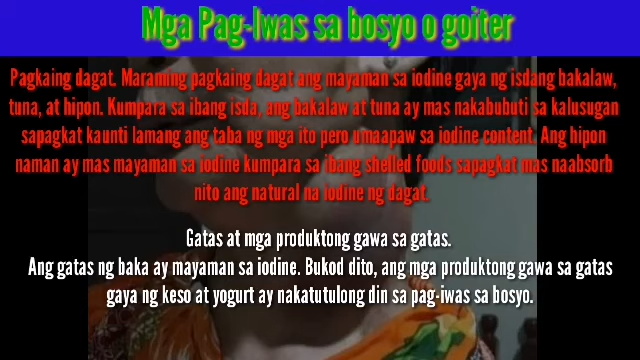 Mga Pag-Iwas sa bosyo o goiter
Pagkaing dagat. Maraming pagkaing dagat ang mayaman sa iodine gaya ng isdang bakalaw,
tuna, at hipon. Kumpara sa ibang isda, ang bakalaw at tuna ay mas nakabubuti sa kalusugan
sapagkat kaunti lamang ang taba ng mga ito pero umaapaw sa iodine content. Ang hipon
naman ay mas mayaman sa iodine kumpara sa ibang shelled foods sapagkat mas naabsorb
nito ang natural na iodine ng dagat.
Gatas at mga produktong gawa sa gatas.
Ang gatas ng baka ay mayaman sa iodine. Bukod dito, ang mga produktong gawa sa gatas
gaya ng keso at yogurt ay nakatutulong din sa pag-iwas sa bosyo.